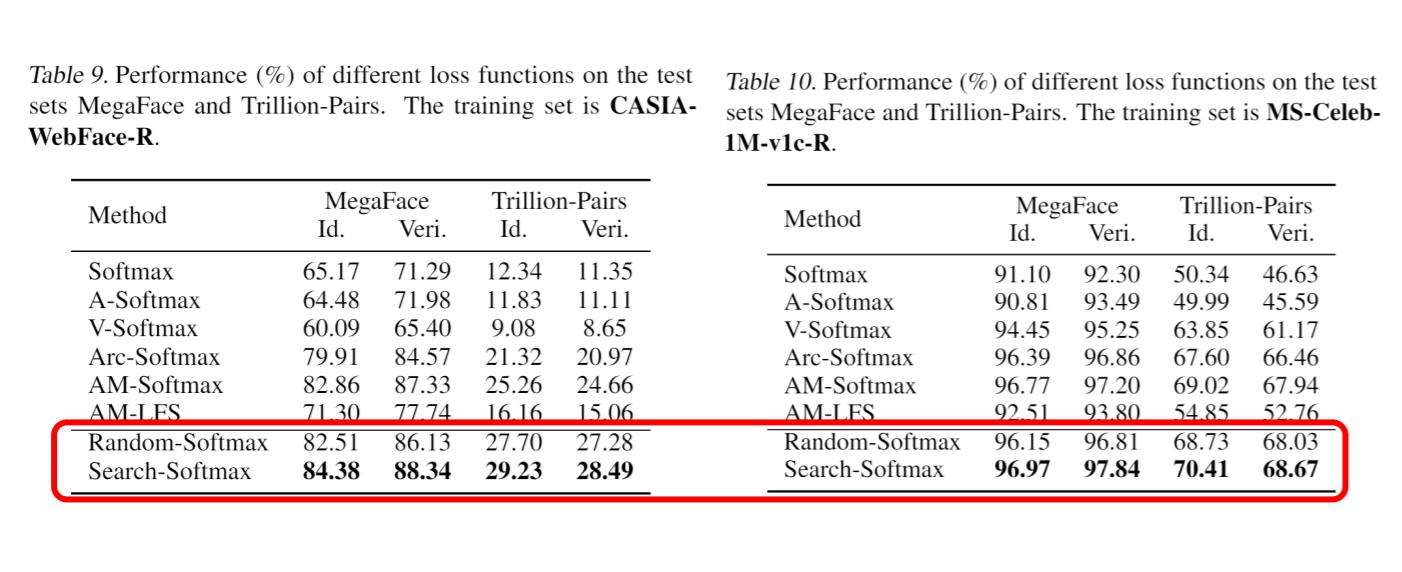 Table 9. Performance (%) of different loss functions on the test
sets MegaFace and Trillion-Pairs. The training set is CASIA-
WebFace-R.
Method MegaFace Trillion-Pairs
Id. Veri. Id. Veri.
Softmax 65.17 71.29 12.34 11.35
A-Softmax 64.48 71.98 11.83 11.11
V-Softmax 60.09 65.40 9.08 8.65
Arc-Softmax 79.91 84.57 21.32 20.97
AM-Softmax 82.86 87.33 25.26 24.66
AM-LFS 71.30 77.74 16.16 15.06
Random-Softmax 82.51 86.13 27.70 27.28
Search-Softmax 84.38 88.34 29.23 28.49
Table 10. Performance (%) of different loss functions on the test
sets MegaFace and Trillion-Pairs. The training set is MS-Celeb-
1M-v1c-R.
Method MegaFace Trillion-Pairs
Id. Veri. Id. Veri.
Softmax 91.10 92.30 50.34 46.63
A-Softmax 90.81 93.49 49.99 45.59
V-Softmax 94.45 95.25 63.85 61.17
Arc-Softmax 96.39 96.86 67.60 66.46
AM-Softmax 96.77 97.20 69.02 67.94
AM-LFS 92.51 93.80 54.85 52.76
Random-Softmax 96.15 96.81 68.73 68.03
Search-Softmax 96.97 97.84 70.41 68.67